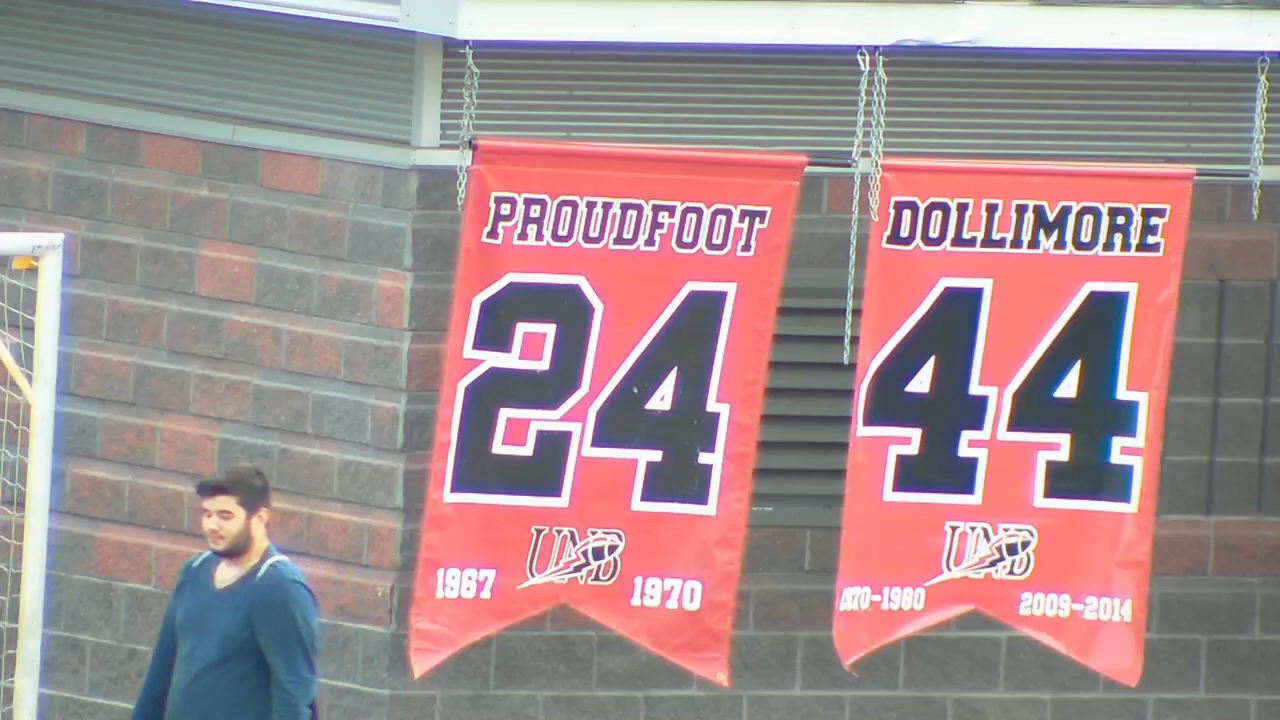 PROUDFOOT
24
UNB
1967 1970
DOLLIMORE
44
UNB
1970-1980 2009-2014